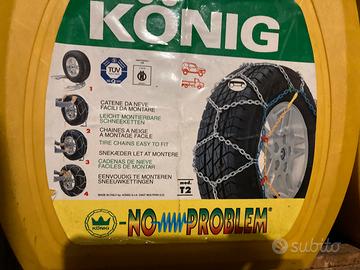 KÖNIG
TÜV
1
CATENE DA NEVE
FACILI DA MONTARE
LEICHT MONTIERBARE
SCHNEEKETTEN
2
CHAINES A NEIGE
A MONTAGE FACILE
TIRE CHAINS EASY TO FIT
SNEKÆDER LET AT MONTERE
3
CADENAS DE NIEVE
FACILES DE MONTAR
EENVOUDIG TE MONTEREN
SNEEUWKETTINGEN
4
mod.
T2
KÖNIG
-NO PROBLEM
subito